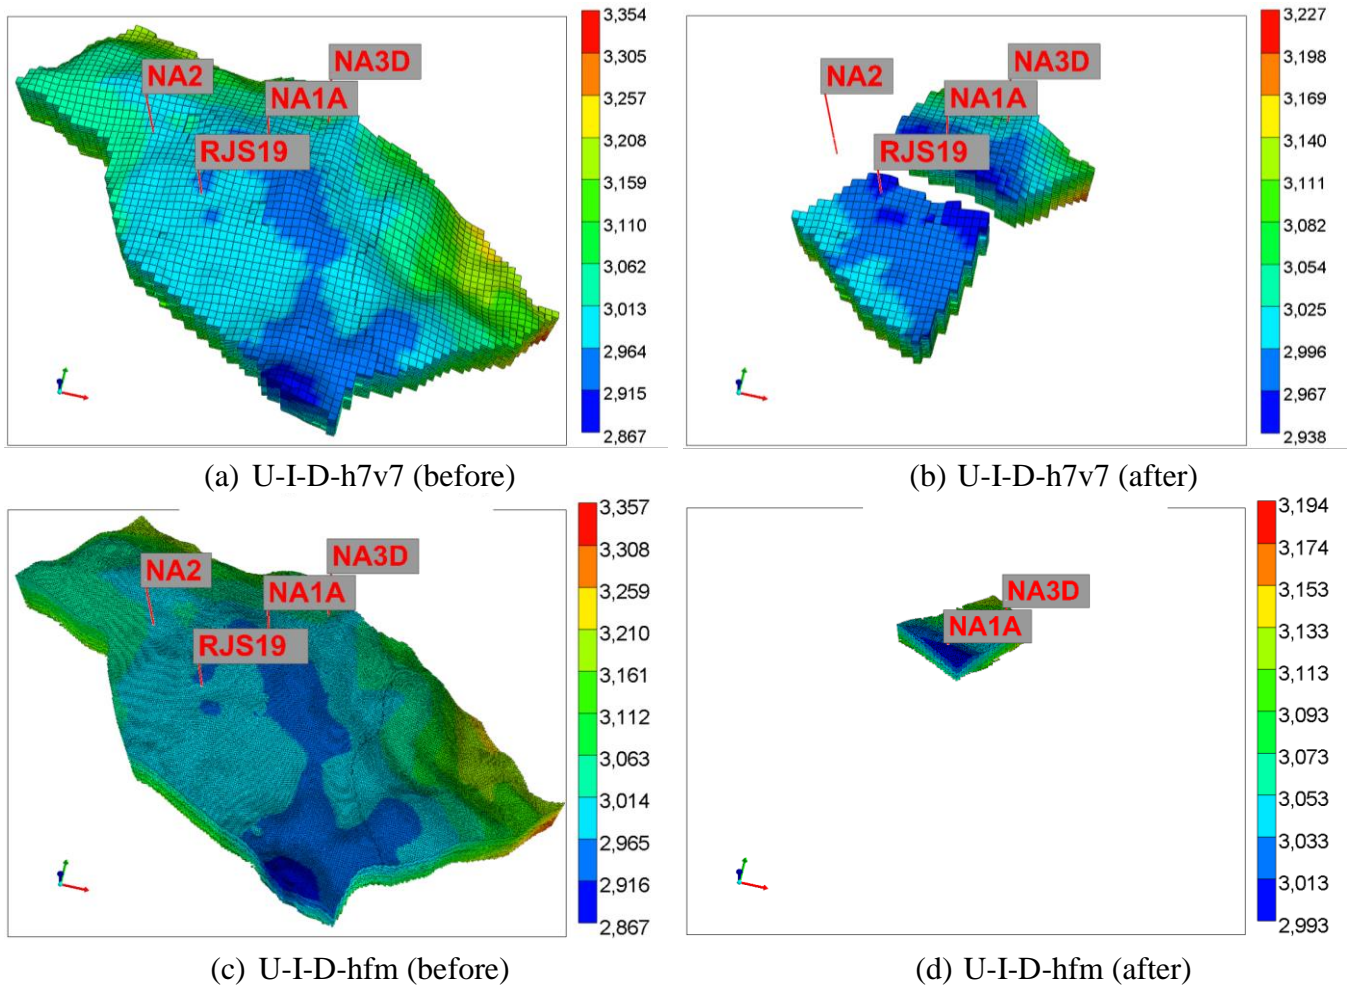 NA2
NA3D
NA1A
RJS19
3,354
3,305
3,257
3,208
3,159
3,110
3,062
3,013
2,964
2,915
2,867
(a) U-I-D-h7v7 (before)
NA2
NA3D
NA1A
RJS19
3,227
3,198
3,169
3,140
3,111
3,082
3,054
3,025
2,996
2,967
2,938
(b) U-I-D-h7v7 (after)
NA2
NA3D
NA1A
RJS19
3,357
3,308
3,259
3,210
3,161
3,112
3,063
3,014
2,965
2,916
2,867
(c) U-I-D-hfm (before)
NA3D
NA1A
3,194
3,174
3,153
3,133
3,113
3,093
3,073
3,053
3,033
3,013
2,993
(d) U-I-D-hfm (after)